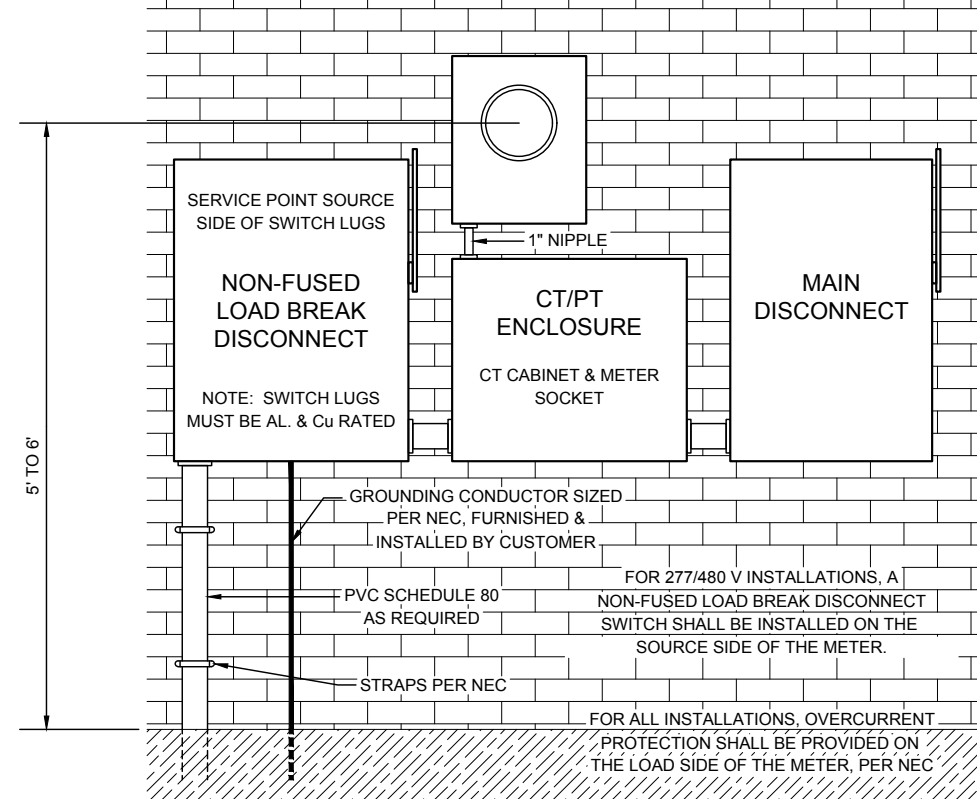 SERVICE POINT SOURCE
SIDE OF SWITCH LUGS
NON-FUSED
LOAD BREAK
DISCONNECT
NOTE: SWITCH LUGS
MUST BE AL. & Cu RATED
1" NIPPLE
CT/PT
ENCLOSURE
CT CABINET & METER
SOCKET
MAIN
DISCONNECT
5' TO 6'
GROUNDING CONDUCTOR SIZED
PER NEC, FURNISHED &
INSTALLED BY CUSTOMER
PVC SCHEDULE 80
AS REQUIRED
STRAPS PER NEC
FOR 277/480 V INSTALLATIONS, A
NON-FUSED LOAD BREAK DISCONNECT
SWITCH SHALL BE INSTALLED ON THE
SOURCE SIDE OF THE METER.
FOR ALL INSTALLATIONS, OVERCURRENT
PROTECTION SHALL BE PROVIDED ON
THE LOAD SIDE OF THE METER, PER NEC